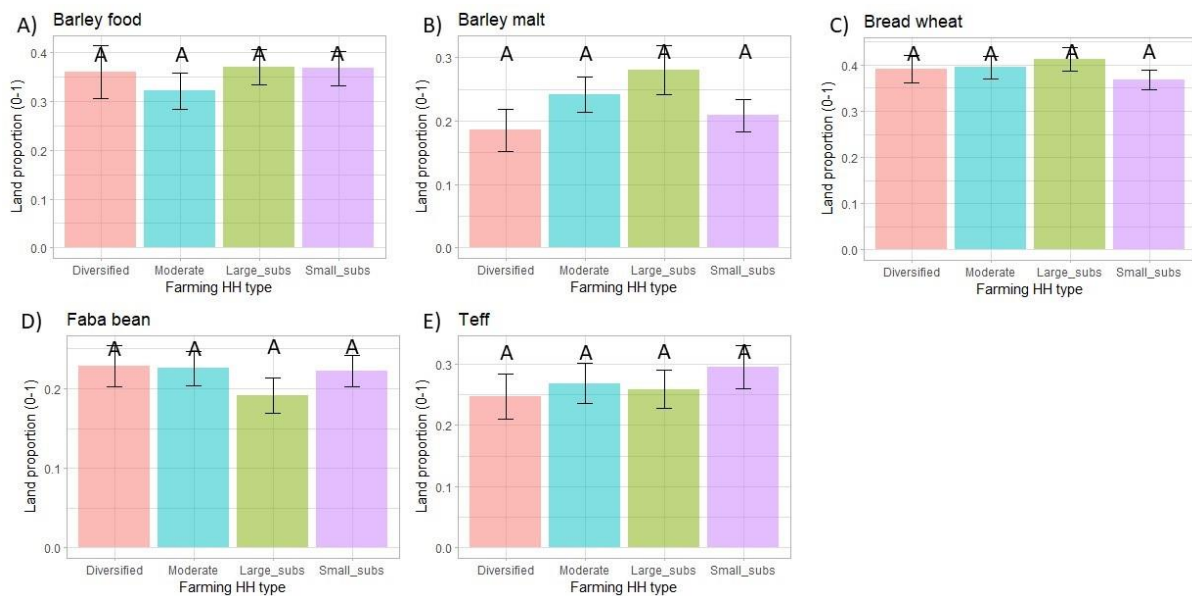 A) Barley food
A A A A
0.4
0.3
0.2
0.1
0.0
Land proportion (0-1)
Diversified Moderate Large_subs Small_subs
Farming HH type
B) Barley malt
A A A A
0.3
0.2
0.1
0.0
Land proportion (0-1)
Diversified Moderate Large_subs Small_subs
Farming HH type
C) Bread wheat
A A A A
0.4
0.3
0.2
0.1
0.0
Land proportion (0-1)
Diversified Moderate Large_subs Small_subs
Farming HH type
D) Faba bean
A A A A
0.2
0.1
0.0
Land proportion (0-1)
Diversified Moderate Large_subs Small_subs
Farming HH type
E) Teff
A A A A
0.3
0.2
0.1
0.0
Land proportion (0-1)
Diversified Moderate Large_subs Small_subs
Farming HH type